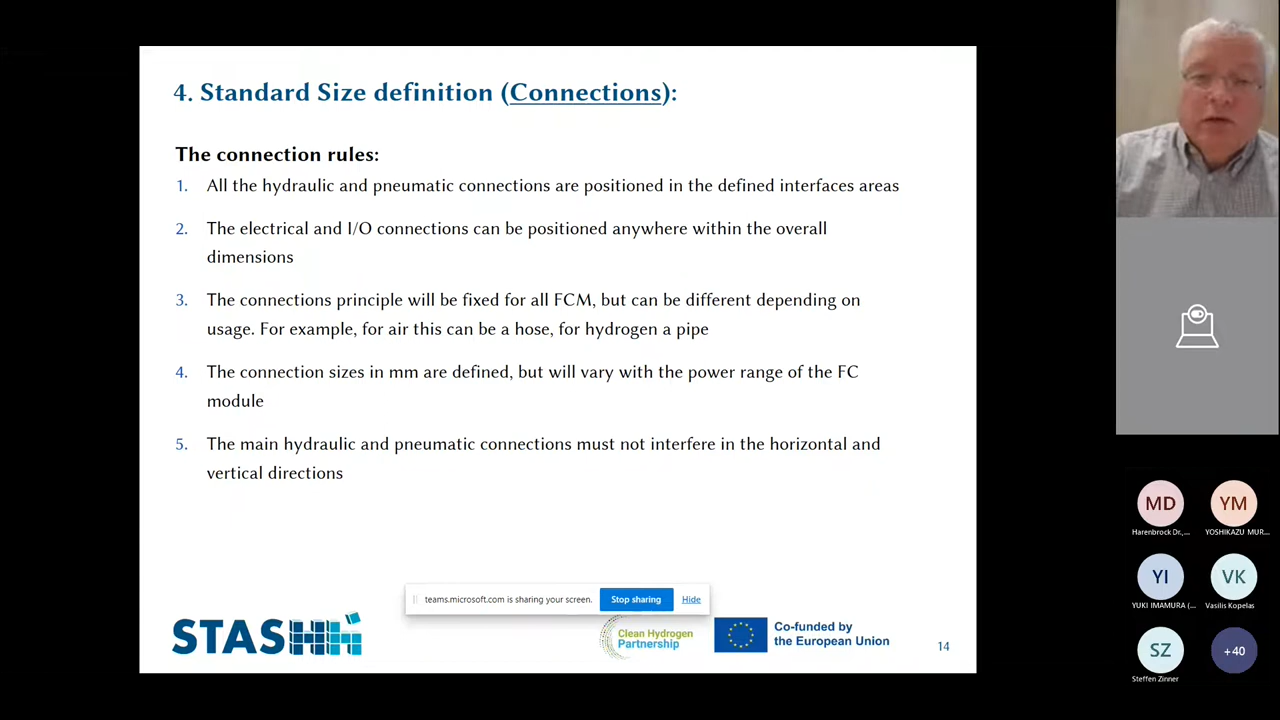 4. Standard Size definition (Connections):
The connection rules:
1. All the hydraulic and pneumatic connections are positioned in the defined interfaces areas
2. The electrical and I/O connections can be positioned anywhere within the overall
dimensions
3. The connections principle will be fixed for all FCM, but can be different depending on
usage. For example, for air this can be a hose, for hydrogen a pipe
4. The connection sizes in mm are defined, but will vary with the power range of the FC
module
5. The main hydraulic and pneumatic connections must not interfere in the horizontal and
vertical directions
teams.microsoft.com is sharing your screen. Stop sharing Hide
STASHH
Clean Hydrogen
Partnership
Co-funded by
the European Union
14
MD YM
Harenbrock Dr.,... YOSHIKAZU MUR...
YI VK
YUKI IMAMURA (... Vasilis Kopelas
SZ +40
Steffen Zinner